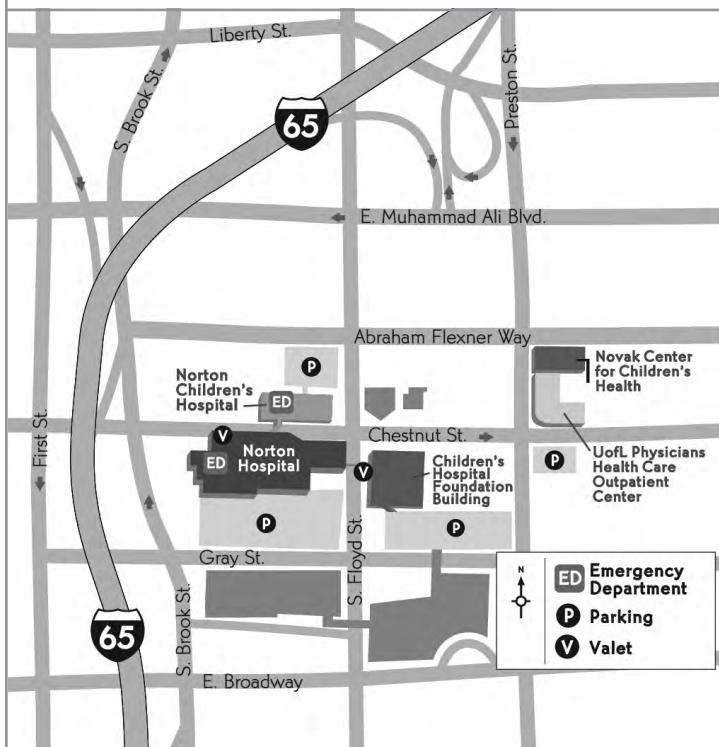 Liberty St.
S. Brook St.
65
Preston St.
E. Muhammad Ali Blvd.
Abraham Flexner Way
P
Norton
Children's
Hospital
ED
Novak Center
for Children's
Health
First St.
V
Chestnut St.
Norton
Hospital
ED
V
Children's
Hospital
Foundation
Building
P
UofL Physicians
Health Care
Outpatient
Center
P
P
Gray St.
S. Floyd St.
S. Brook St.
65
E. Broadway
N
ED Emergency
Department
P Parking
V Valet